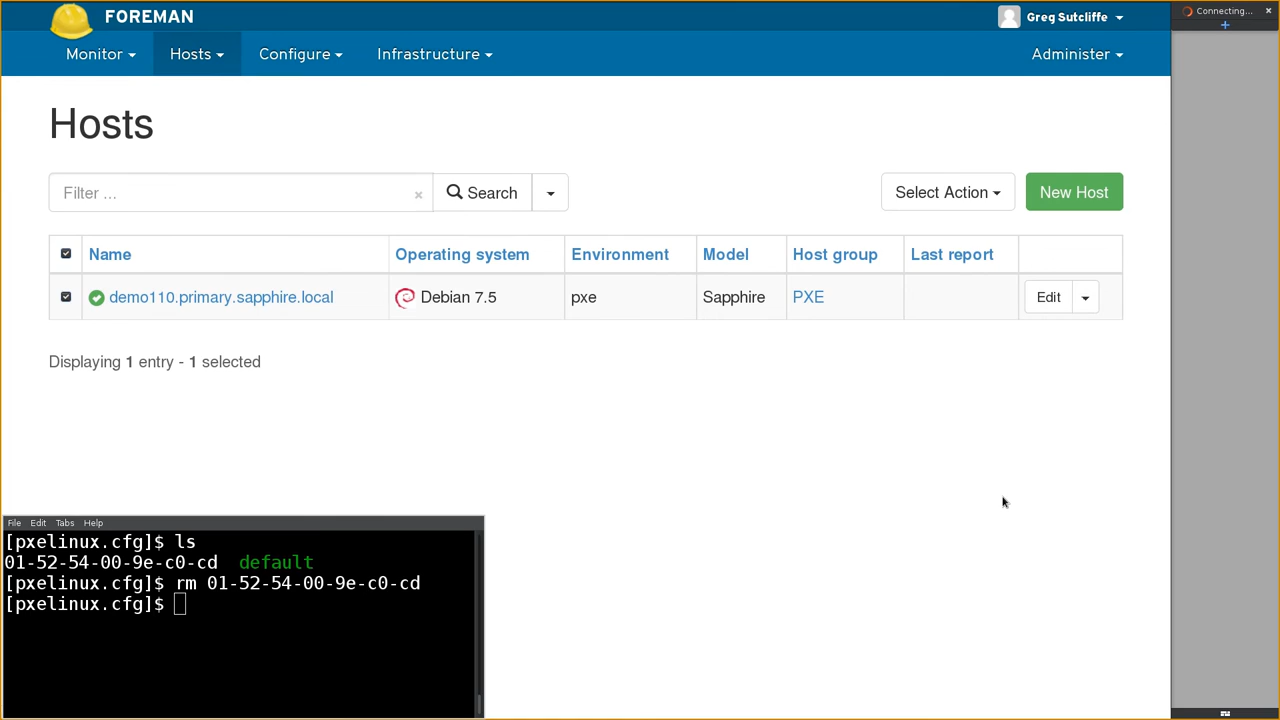 FOREMAN
Greg Sutcliffe
Connecting...
Monitor
Hosts
Configure
Infrastructure
Administer
Hosts
Filter ...
Search
Select Action
New Host
Name
Operating system
Environment
Model
Host group
Last report
demo110.primary.sapphire.local
Debian 7.5
pxe
Sapphire
PXE
Edit
Displaying 1 entry - 1 selected
File Edit Tabs Help
[pxelinux.cfg]$ ls
01-52-54-00-9e-c0-cd default
[pxelinux.cfg]$ rm 01-52-54-00-9e-c0-cd
[pxelinux.cfg]$